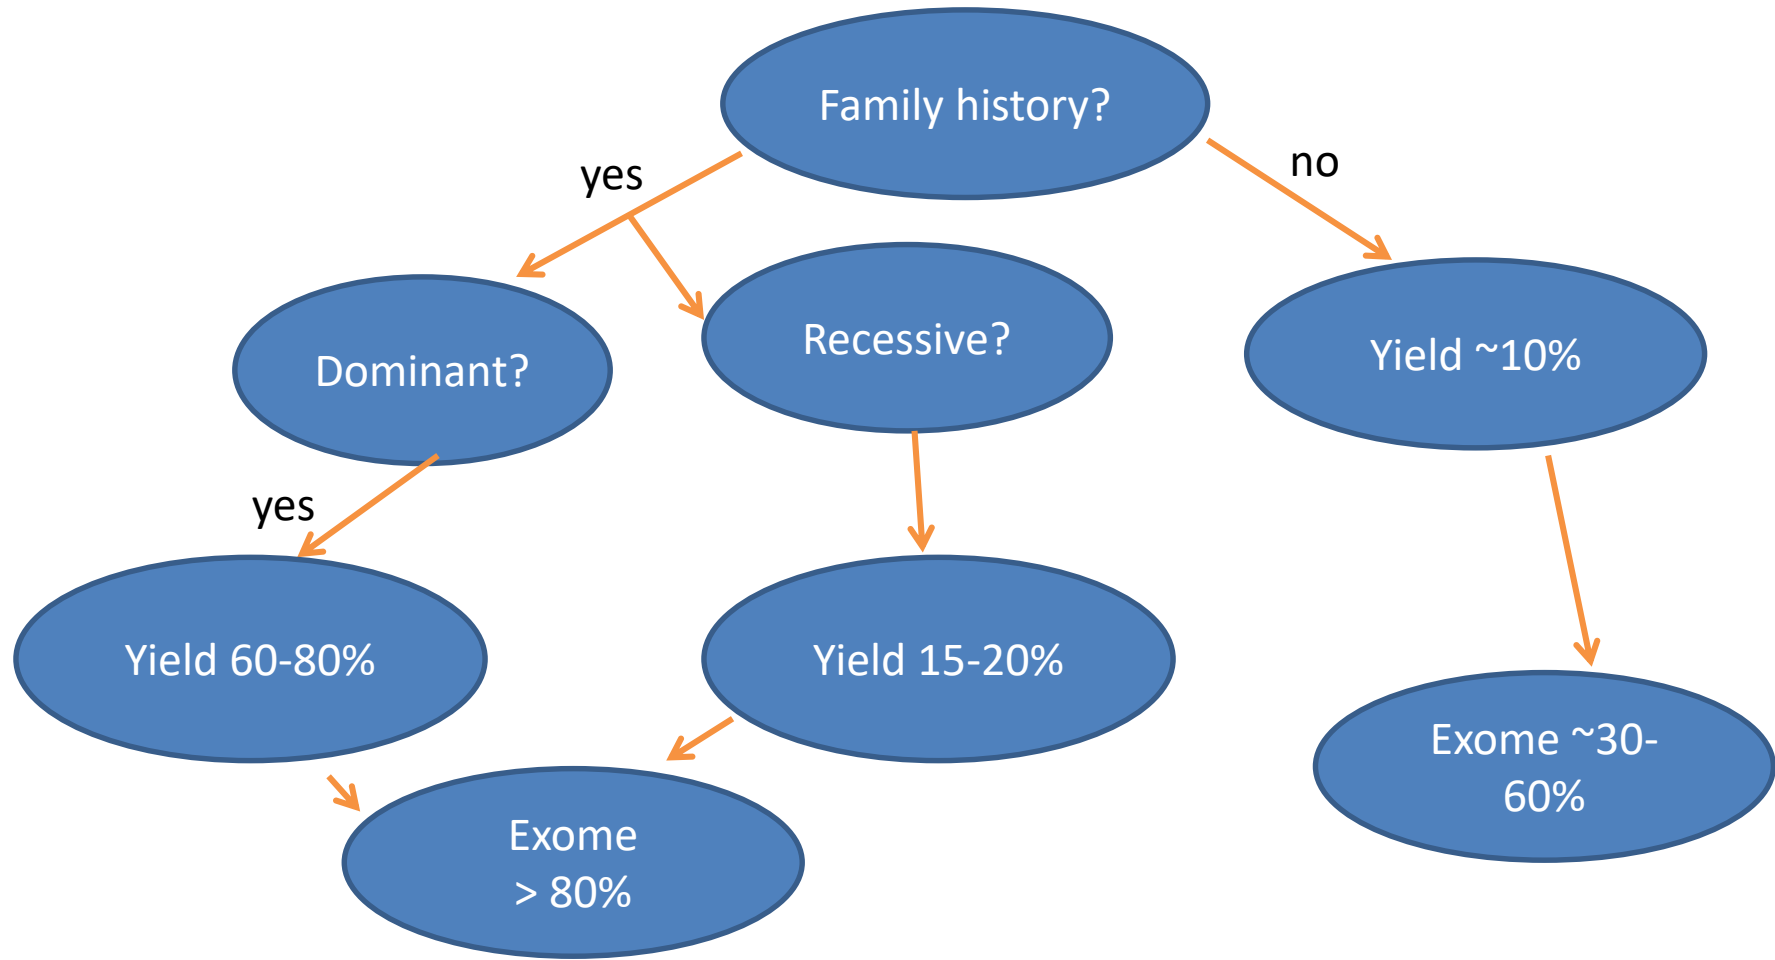 Family history?
yes
no
Dominant?
Recessive?
Yield ~10%
yes
Yield 60-80%
Yield 15-20%
Exome ~30-
60%
Exome
> 80%